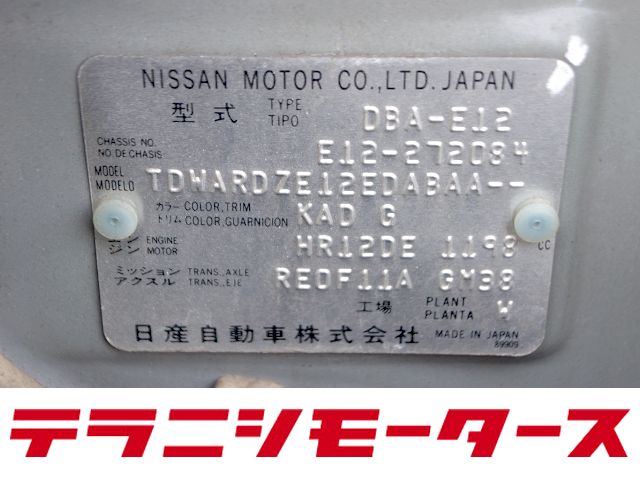 NISSAN MOTOR CO.,LTD. JAPAN
型式 TYPE TIPO DBA-E12
CHASSIS NO. NO.DE CHASIS E12-272084
MODEL MODELO TDWARDZE12EDABAA--
カラー COLOR,TRIM トリム COLOR,GUARNICION KAD G
ジン ENGINE MOTOR HR12DE 1198 CC
ミッション TRANS.,AXLE アクスル TRANS.,EJE RE0F11A GM38
工場 PLANT PLANTA W
日産自動車株式会社 MADE IN JAPAN
89909
テラニシモータース